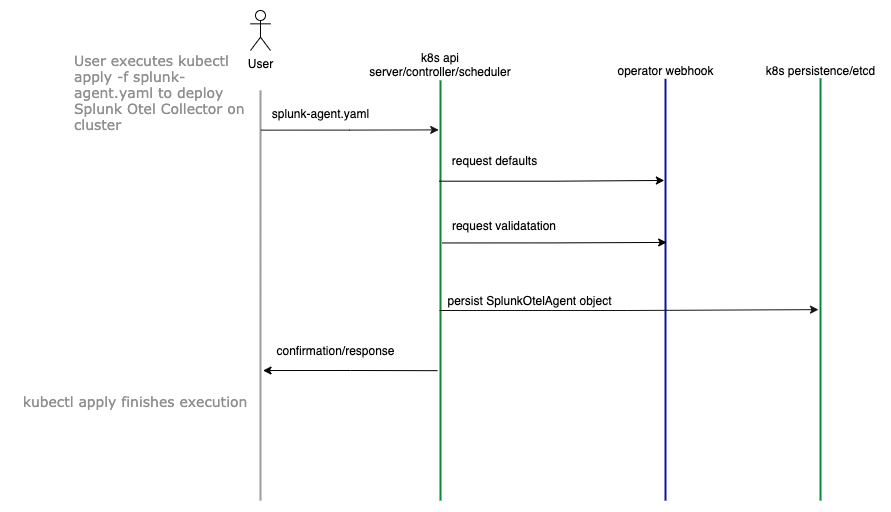 User executes kubectl
apply -f splunk-
agent.yaml to deploy
Splunk Otel Collector on
cluster
User
k8s api
server/controller/scheduler
operator webhook
k8s persistence/etcd
splunk-agent.yaml
request defaults
request validatation
persist SplunkOtelAgent object
confirmation/response
kubectl apply finishes execution